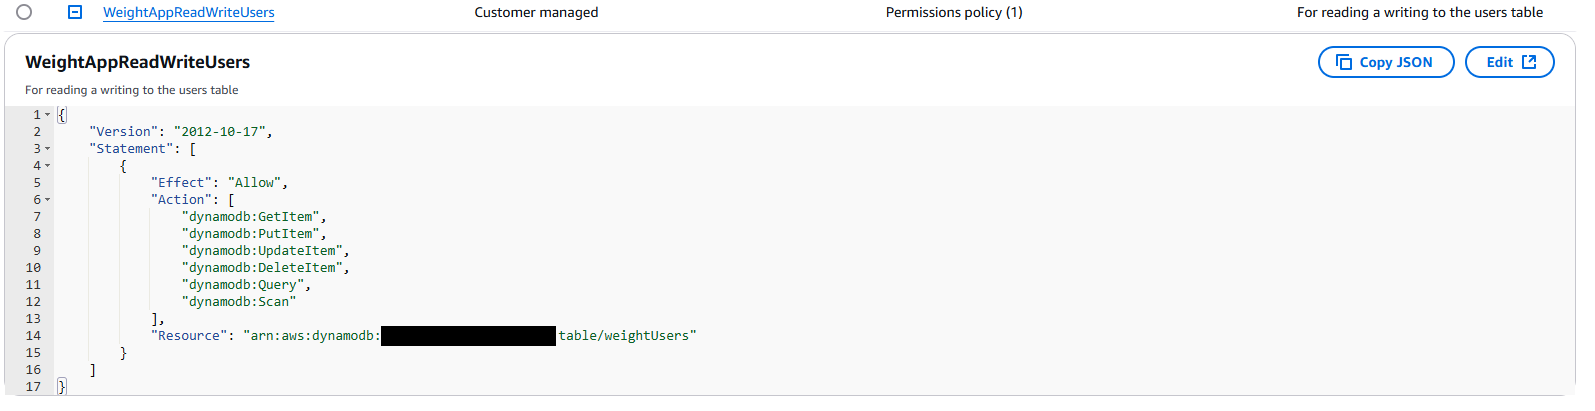 WeightAppReadWriteUsers Customer managed Permissions policy (1) For reading a writing to the users table
WeightAppReadWriteUsers Copy JSON Edit
For reading a writing to the users table
1 {
2 "Version": "2012-10-17",
3 "Statement": [
4 {
5 "Effect": "Allow",
6 "Action": [
7 "dynamodb:GetItem",
8 "dynamodb:PutItem",
9 "dynamodb:UpdateItem",
10 "dynamodb:DeleteItem",
11 "dynamodb:Query",
12 "dynamodb:Scan"
13 ],
14 "Resource": "arn:aws:dynamodb: table/weightUsers"
15 }
16 ]
17 }